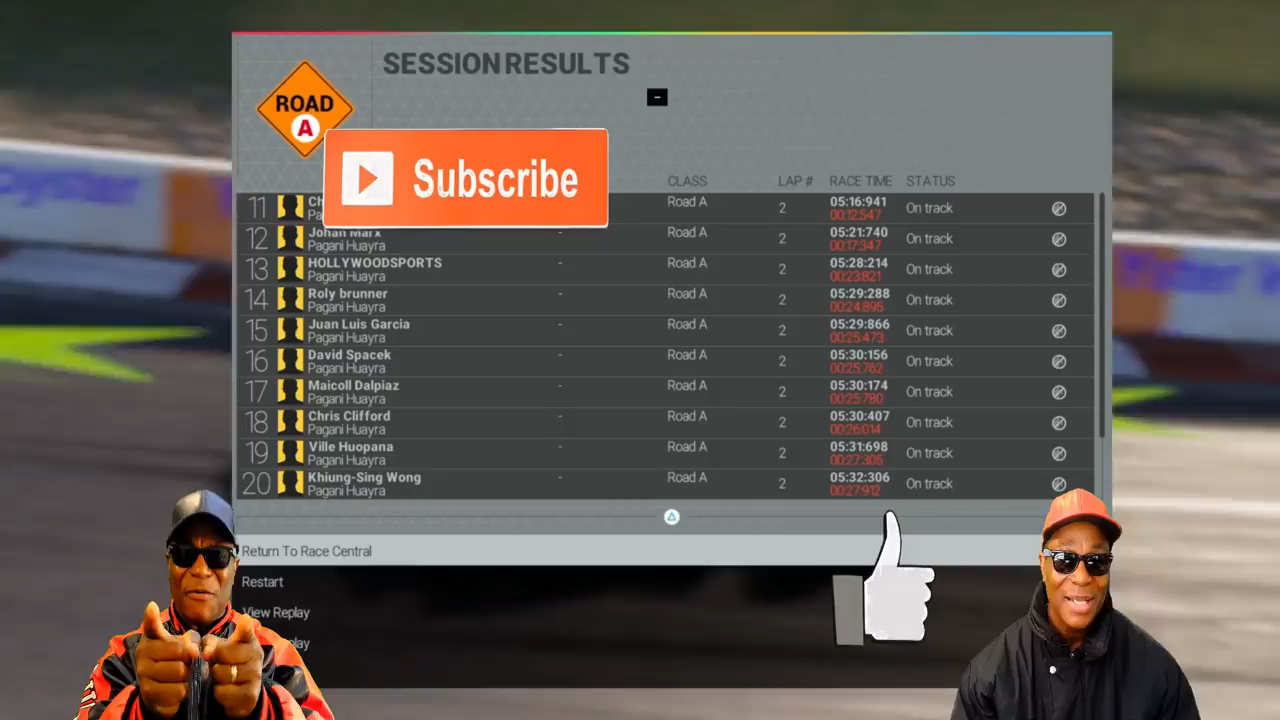 SESSION RESULTS
-
ROAD
A
Subscribe
CLASS LAP # RACE TIME STATUS
11 Ch Road A 2 05:16:941 On track
Pa 00:12:547
12 Johan Marx - Road A 2 05:21:740 On track
Pagani Huayra 00:17:347
13 HOLLYWOODSPORTS - Road A 2 05:28:214 On track
Pagani Huayra 00:23:821
14 Roly brunner - Road A 2 05:29:288 On track
Pagani Huayra 00:24:895
15 Juan Luis Garcia - Road A 2 05:29:866 On track
Pagani Huayra 00:25:473
16 David Spacek - Road A 2 05:30:156 On track
Pagani Huayra 00:25:762
17 Maicoll Dalpiaz - Road A 2 05:30:174 On track
Pagani Huayra 00:25:780
18 Chris Clifford - Road A 2 05:30:407 On track
Pagani Huayra 00:26:014
19 Ville Huopana - Road A 2 05:31:698 On track
Pagani Huayra 00:27:305
20 Khiung-Sing Wong - Road A 2 05:32:306 On track
Pagani Huayra 00:27:912
Return To Race Central
Restart
View Replay